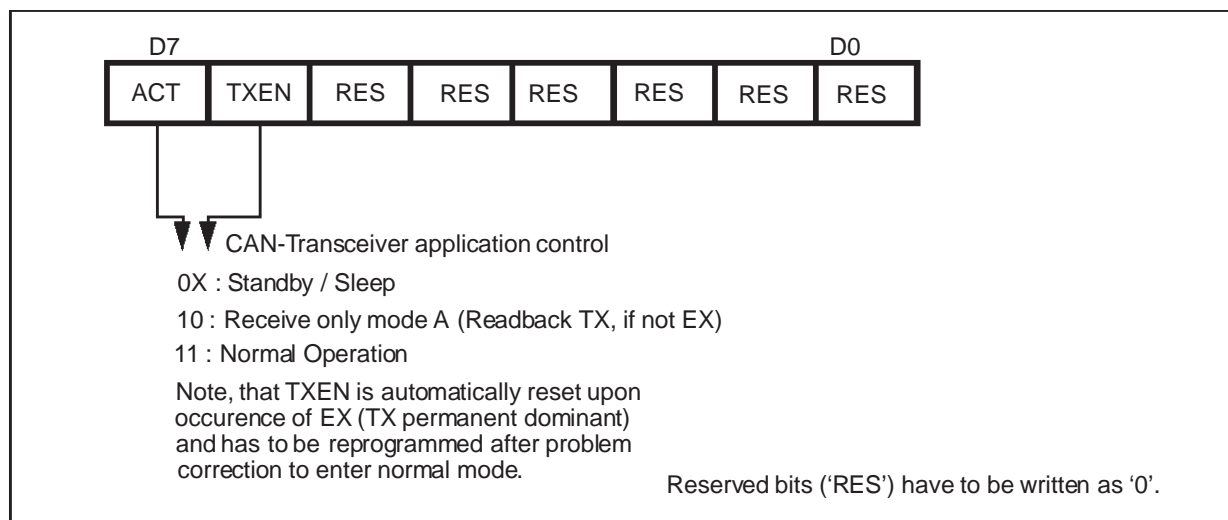 D7 D0
ACT TXEN RES RES RES RES RES RES
CAN-Transceiver application control
0X : Standby / Sleep
10 : Receive only mode A (Readback TX, if not EX)
11 : Normal Operation
Note, that TXEN is automatically reset upon
occurence of EX (TX permanent dominant)
and has to be reprogrammed after problem
correction to enter normal mode.
Reserved bits (‘RES’) have to be written as ‘0’.